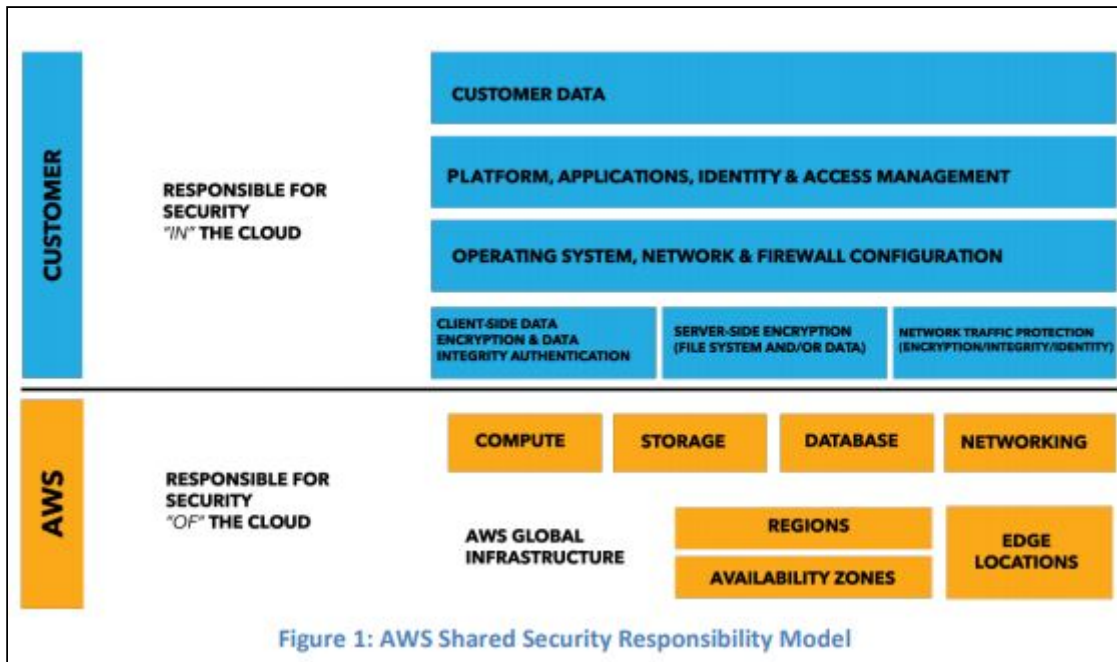 CUSTOMER
RESPONSIBLE FOR
SECURITY
"IN" THE CLOUD
CUSTOMER DATA
PLATFORM, APPLICATIONS, IDENTITY & ACCESS MANAGEMENT
OPERATING SYSTEM, NETWORK & FIREWALL CONFIGURATION
CLIENT-SIDE DATA
ENCRYPTION & DATA
INTEGRITY AUTHENTICATION
SERVER-SIDE ENCRYPTION
(FILE SYSTEM AND/OR DATA)
NETWORK TRAFFIC PROTECTION
(ENCRYPTION/INTEGRITY/IDENTITY)
AWS
RESPONSIBLE FOR
SECURITY
"OF" THE CLOUD
COMPUTE
STORAGE
DATABASE
NETWORKING
AWS GLOBAL
INFRASTRUCTURE
REGIONS
AVAILABILITY ZONES
EDGE
LOCATIONS
Figure 1: AWS Shared Security Responsibility Model